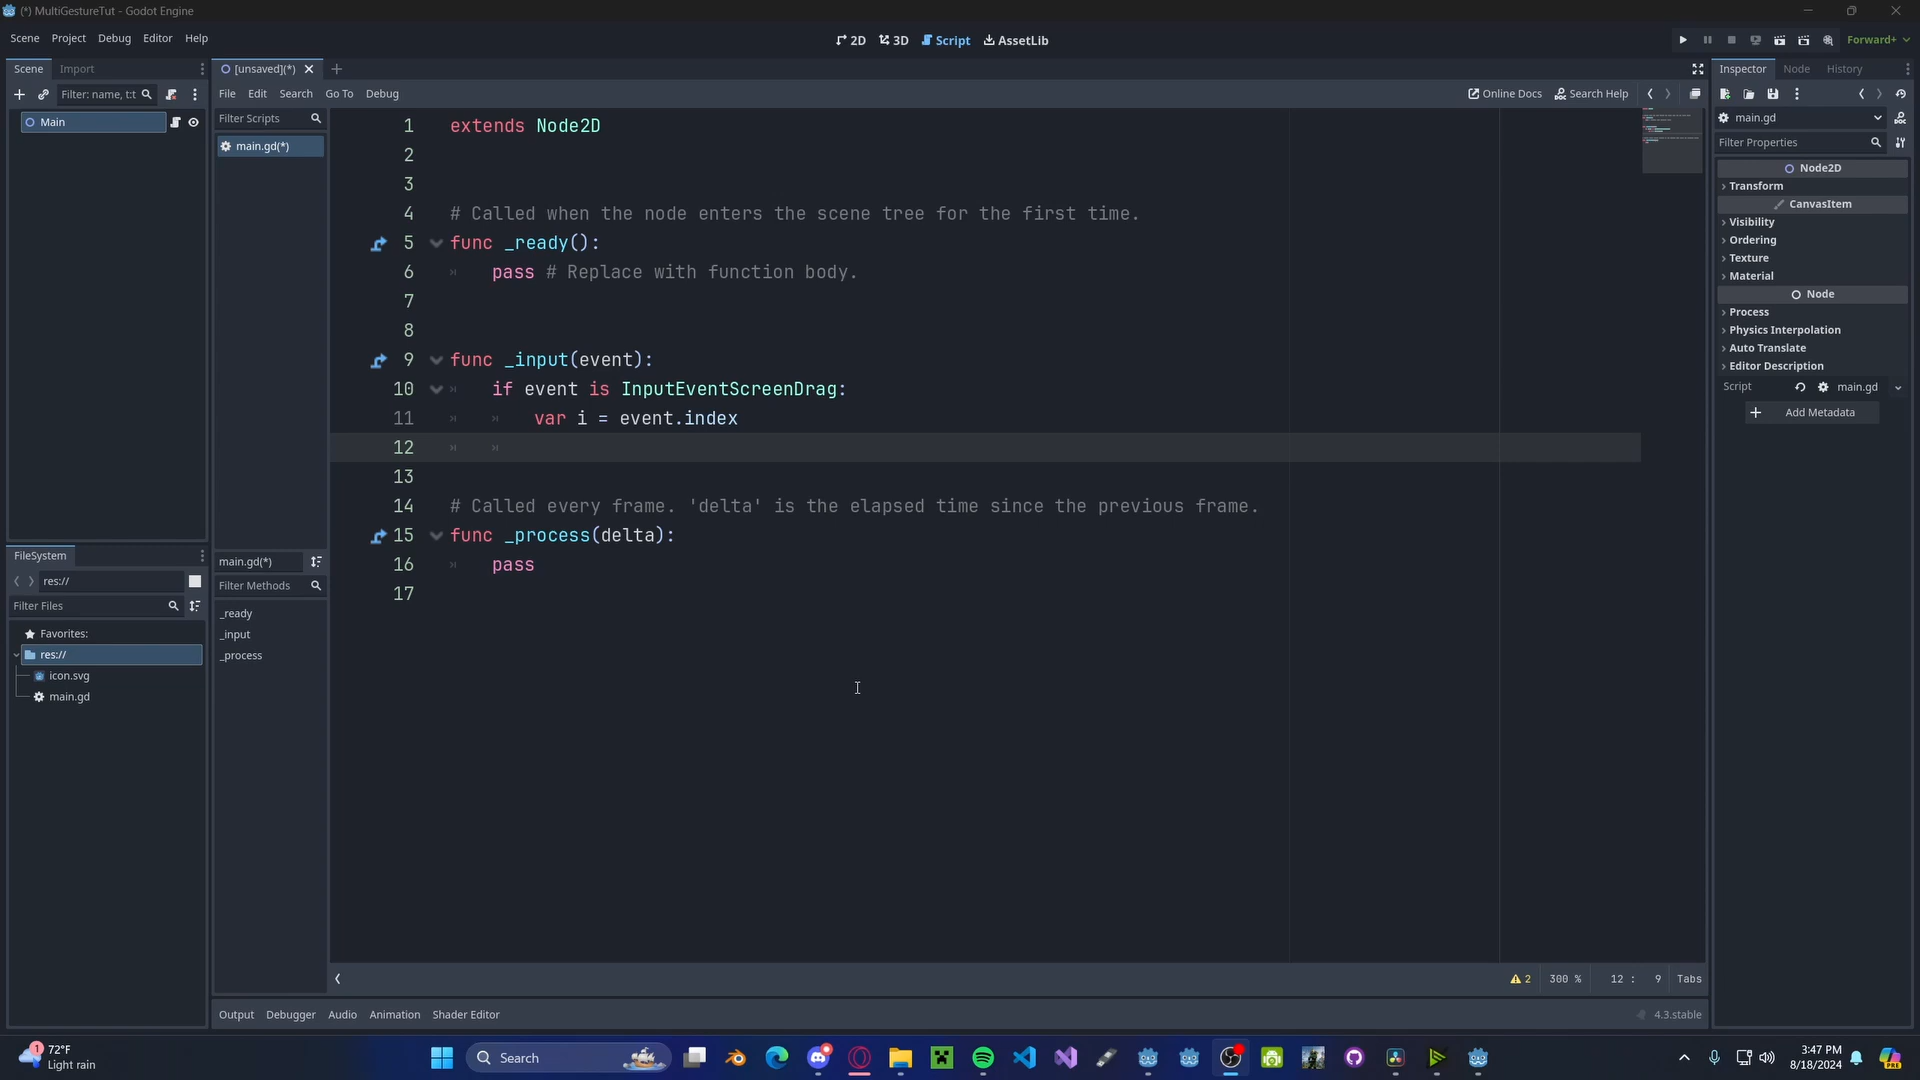 (*) MultiGestureTut - Godot Engine
Scene Project Debug Editor Help
2D 3D Script AssetLib
Forward+
Scene Import
[unsaved](*)
Inspector Node History
Filter: name, t:t
File Edit Search Go To Debug
Online Docs Search Help
Main
Filter Scripts
main.gd(*)
1 extends Node2D
2
3
4 # Called when the node enters the scene tree for the first time.
5 func _ready():
6 pass # Replace with function body.
7
8
9 func _input(event):
10 if event is InputEventScreenDrag:
11 var i = event.index
12
13
14 # Called every frame. 'delta' is the elapsed time since the previous frame.
15 func _process(delta):
16 pass
17
main.gd
Filter Properties
Node2D
Transform
CanvasItem
Visibility
Ordering
Texture
Material
Node
Process
Physics Interpolation
Auto Translate
Editor Description
Script main.gd
Add Metadata
FileSystem
res://
Filter Files
Favorites:
res://
icon.svg
main.gd
main.gd(*)
Filter Methods
_ready
_input
_process
2 300 % 12 : 9 Tabs
Output Debugger Audio Animation Shader Editor
4.3.stable
1
72°F
Light rain
Search
3:47 PM
8/18/2024
PRE